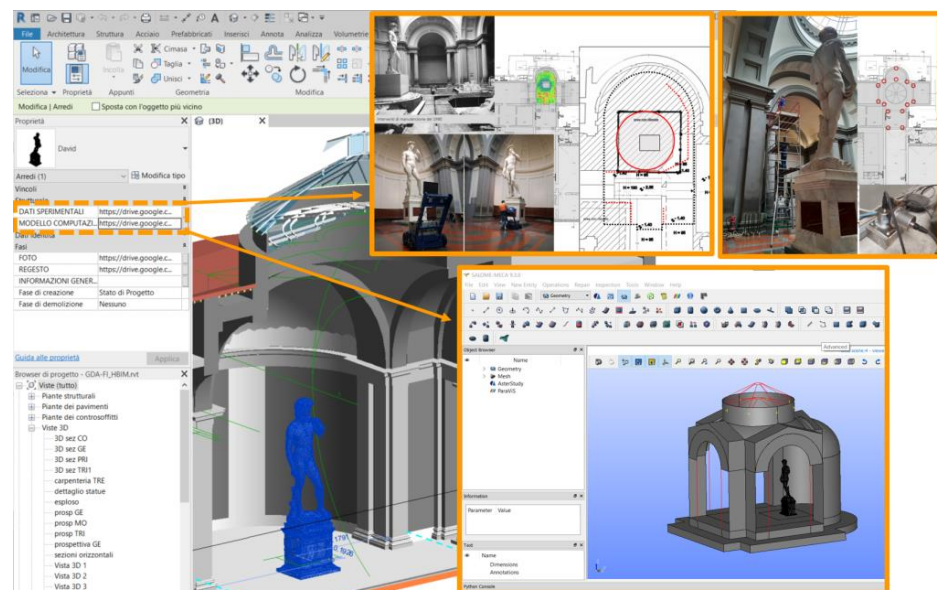 File Architettura Struttura Acciaio Prefabbricati Inserisci Annota Analizza Volumetrie
Modifica
Incolla
Cimasa
Taglia
Unisci
Seleziona Proprietà Appunti Geometria Modifica
Modifica | Arredi Sposta con l'oggetto più vicino
Proprietà
David
Arredi (1) Modifica tipo
Vincoli
Strutturale
DATI SPERIMENTALI https://drive.google.c...
MODELLO COMPUTAZI... https://drive.google.c...
Dati identità
Fasi
FOTO https://drive.google.c...
REGESTO https://drive.google.c...
INFORMAZIONI GENER...
Fase di creazione Stato di Progetto
Fase di demolizione Nessuno
Guida alle proprietà Applica
Browser di progetto - GDA-FI_HBIM.rvt
Viste (tutto)
Piante strutturali
Piante dei pavimenti
Piante dei controsoffitti
Viste 3D
3D sez CO
3D sez GE
3D sez PRI
3D sez TRI1
carpenteria TRE
dettaglio statue
esploso
prosp GE
prosp MO
prosp TRI
prospettiva GE
sezioni orizzontali
Vista 3D 1
Vista 3D 2
Vista 3D 3
{3D}
1791
File Edit View New Entity Operations Repair Inspection Tools Window Help
Geometry
Advanced
Object Browser
Name
Geometry
Mesh
AsterStudy
ParaViS
Information
Parameter Value
Text
Name
Dimensions
Annotations
Python Console